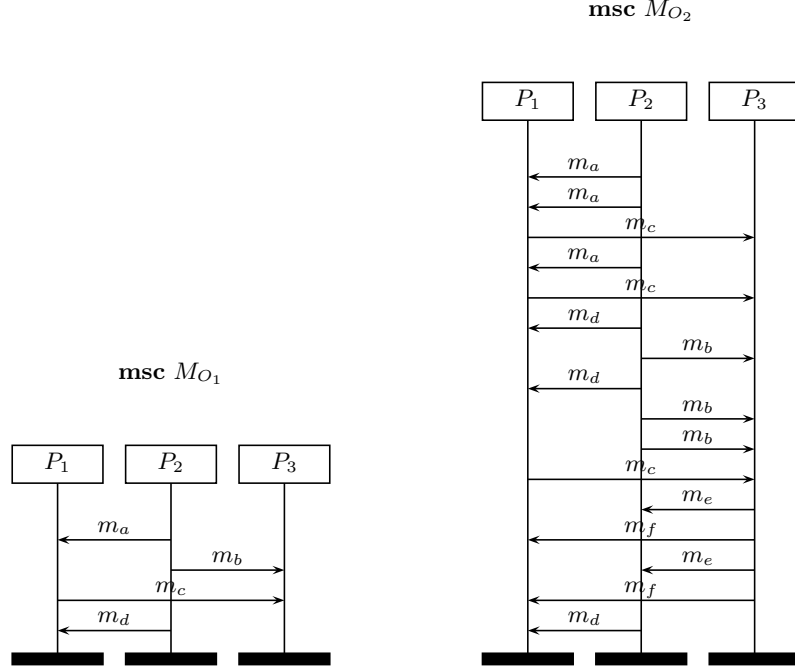 msc M_{O_2}
P_1 P_2 P_3
m_a
m_a
m_c
m_a
m_c
m_d
m_b
m_d
m_b
m_b
m_c
m_e
m_f
m_e
m_f
m_d
msc M_{O_1}
P_1 P_2 P_3
m_a
m_b
m_c
m_d